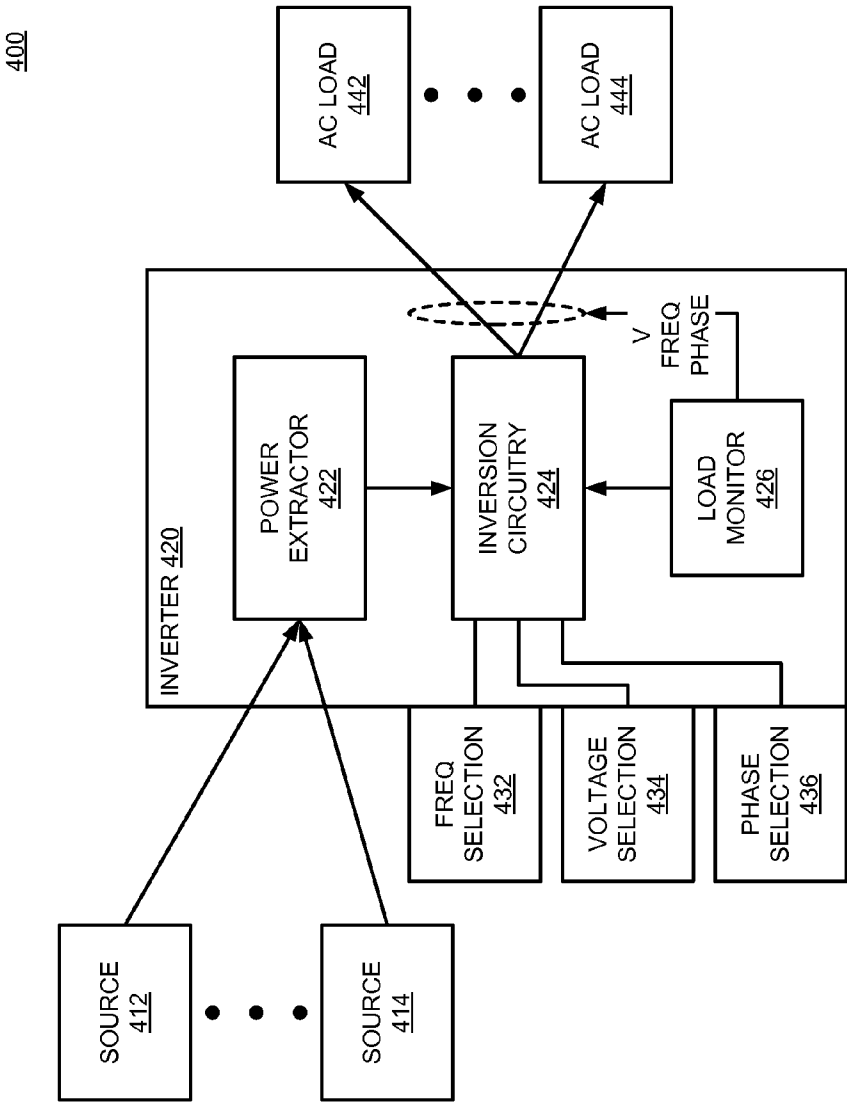 400
SOURCE
412
SOURCE
414
INVERTER 420
POWER
EXTRACTOR
422
INVERSION
CIRCUITRY
424
LOAD
MONITOR
426
V
FREQ
PHASE
FREQ
SELECTION
432
VOLTAGE
SELECTION
434
PHASE
SELECTION
436
AC LOAD
442
AC LOAD
444